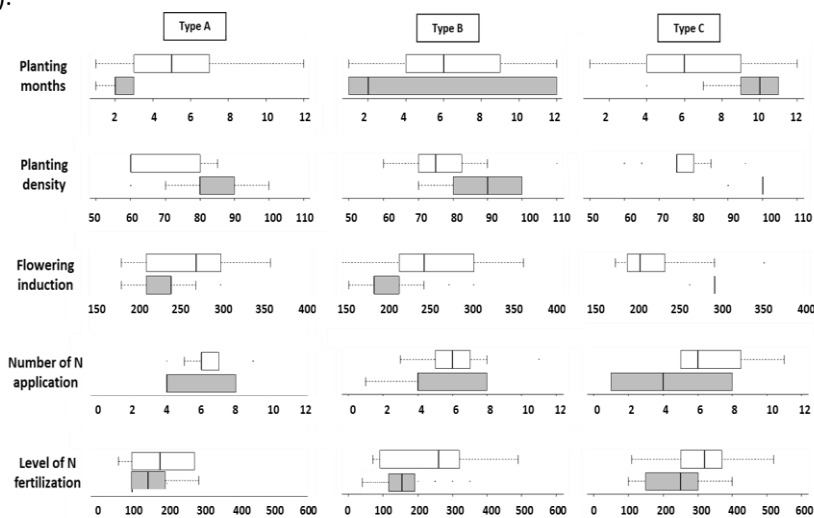 ).
Type A Type B Type C
Planting months
2 4 6 8 10 12 2 4 6 8 10 12 2 4 6 8 10 12
Planting density
50 60 70 80 90 100 110 50 60 70 80 90 100 110 50 60 70 80 90 100 110
Flowering induction
150 200 250 300 350 400 150 200 250 300 350 400 150 200 250 300 350 400
Number of N application
0 2 4 6 8 10 12 0 2 4 6 8 10 12 0 2 4 6 8 10 12
Level of N fertilization
0 100 200 300 400 500 600 0 100 200 300 400 500 600 0 100 200 300 400 500 600